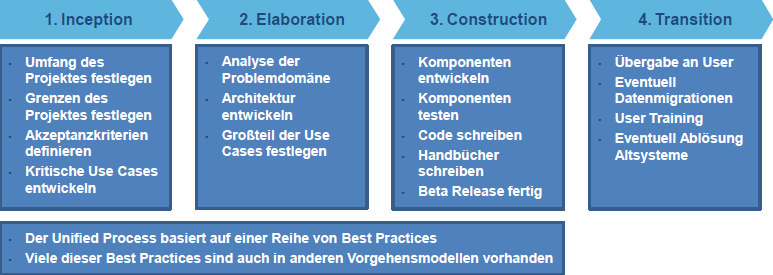 1. Inception
2. Elaboration
3. Construction
4. Transition
Umfang des
Projektes festlegen
Grenzen des
Projektes festlegen
Akzeptanzkriterien
definieren
Kritische Use Cases
entwickeln
Analyse der
Problemdomäne
Architektur
entwickeln
Großteil der Use
Cases festlegen
Komponenten
entwickeln
Komponenten
testen
Code schreiben
Handbücher
schreiben
Beta Release fertig
Übergabe an User
Eventuell
Datenmigrationen
User Training
Eventuell Ablösung
Altsysteme
Der Unified Process basiert auf einer Reihe von Best Practices
Viele dieser Best Practices sind auch in anderen Vorgehensmodellen vorhanden